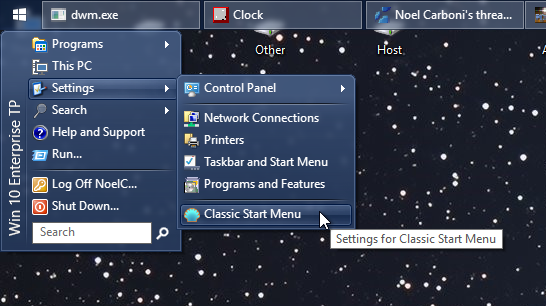 dwm.exe
Clock
Noel Carboni's threa...
Other
Host
Programs
This PC
Settings
Search
Help and Support
Run...
Log Off NoelC...
Shut Down...
Search
Win 10 Enterprise TP
Control Panel
Network Connections
Printers
Taskbar and Start Menu
Programs and Features
Classic Start Menu
Settings for Classic Start Menu